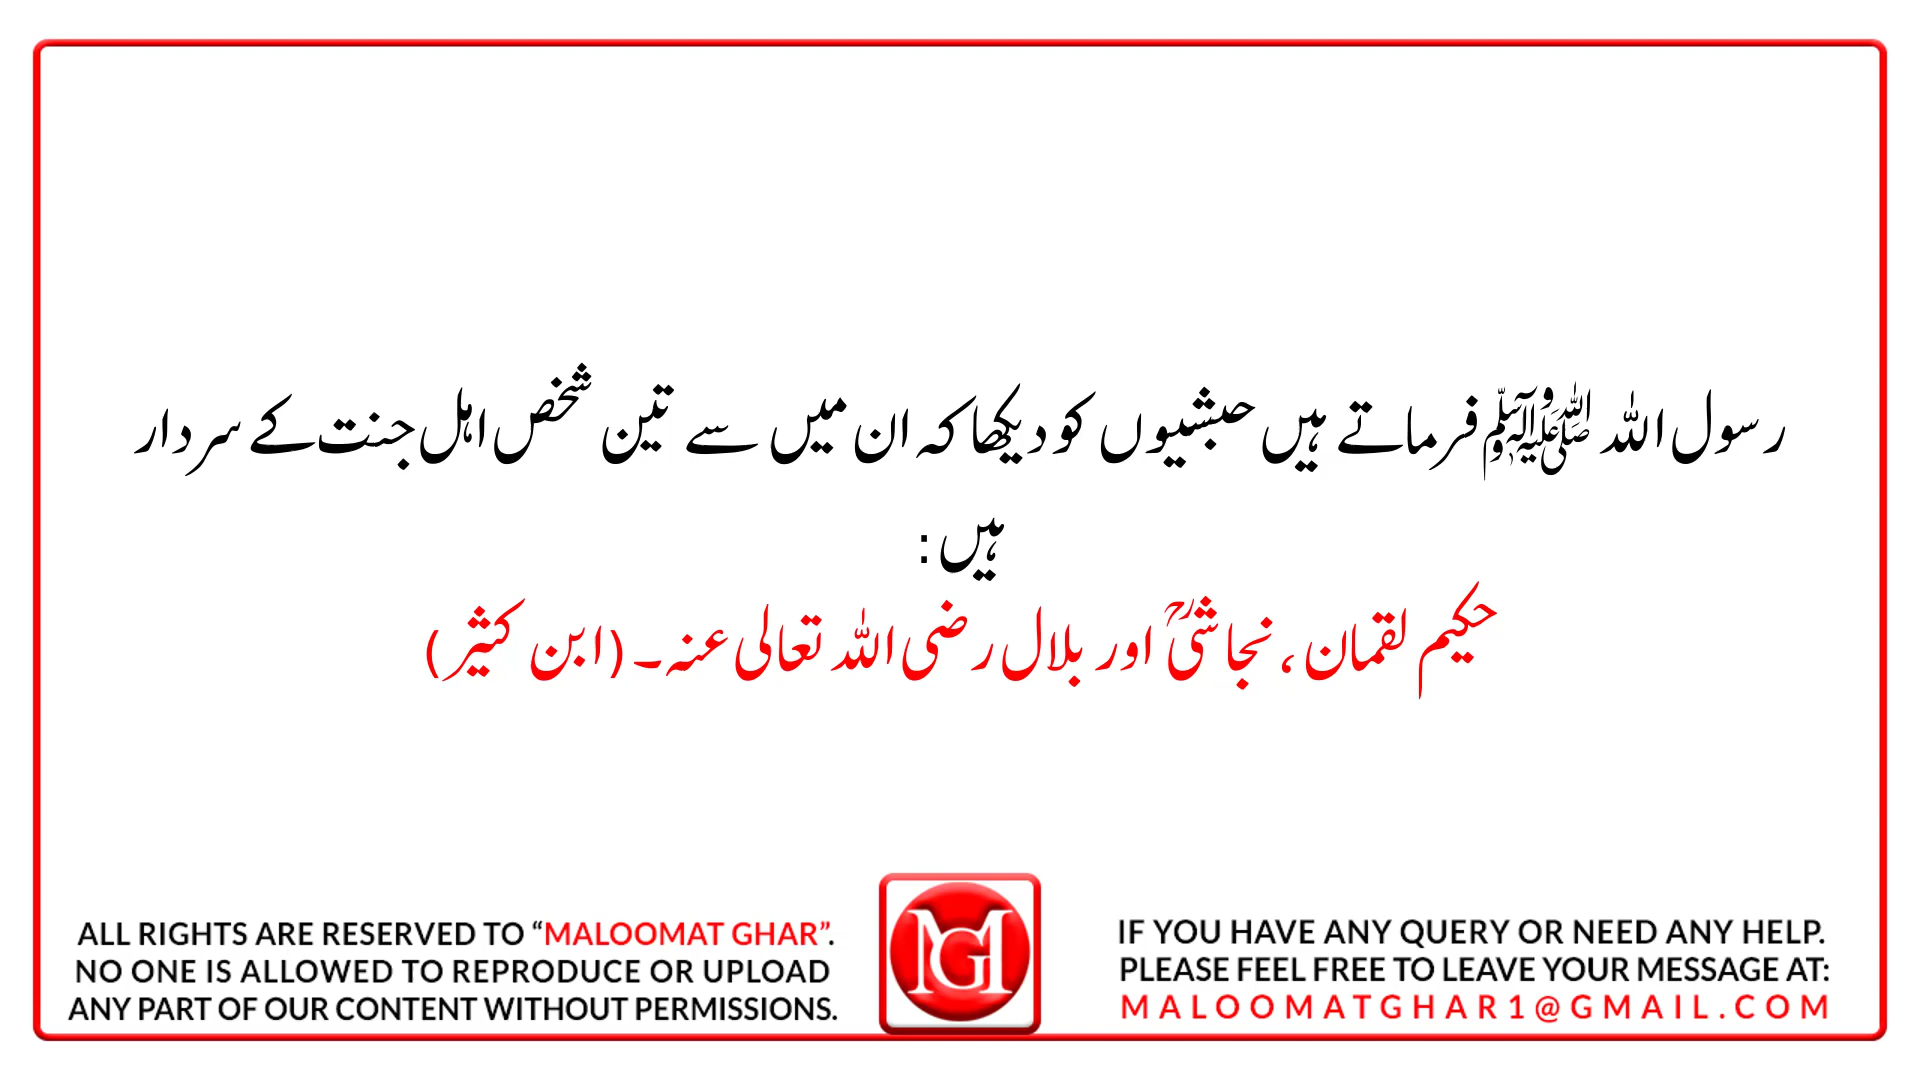 رسول اللہ ﷺ فرماتے ہیں حبشیوں کو دیکھا کہ ان میں سے تین شخص اہل جنت کے سردار
ہیں:
حکیم لقمان، نجاشیؒ اور بلال رضی اللہ تعالی عنہ۔ (ابن کثیر)
ALL RIGHTS ARE RESERVED TO “MALOOMAT GHAR”.
NO ONE IS ALLOWED TO REPRODUCE OR UPLOAD
ANY PART OF OUR CONTENT WITHOUT PERMISSIONS.
MG
IF YOU HAVE ANY QUERY OR NEED ANY HELP.
PLEASE FEEL FREE TO LEAVE YOUR MESSAGE AT:
MALOOMATGHAR1@GMAIL.COM